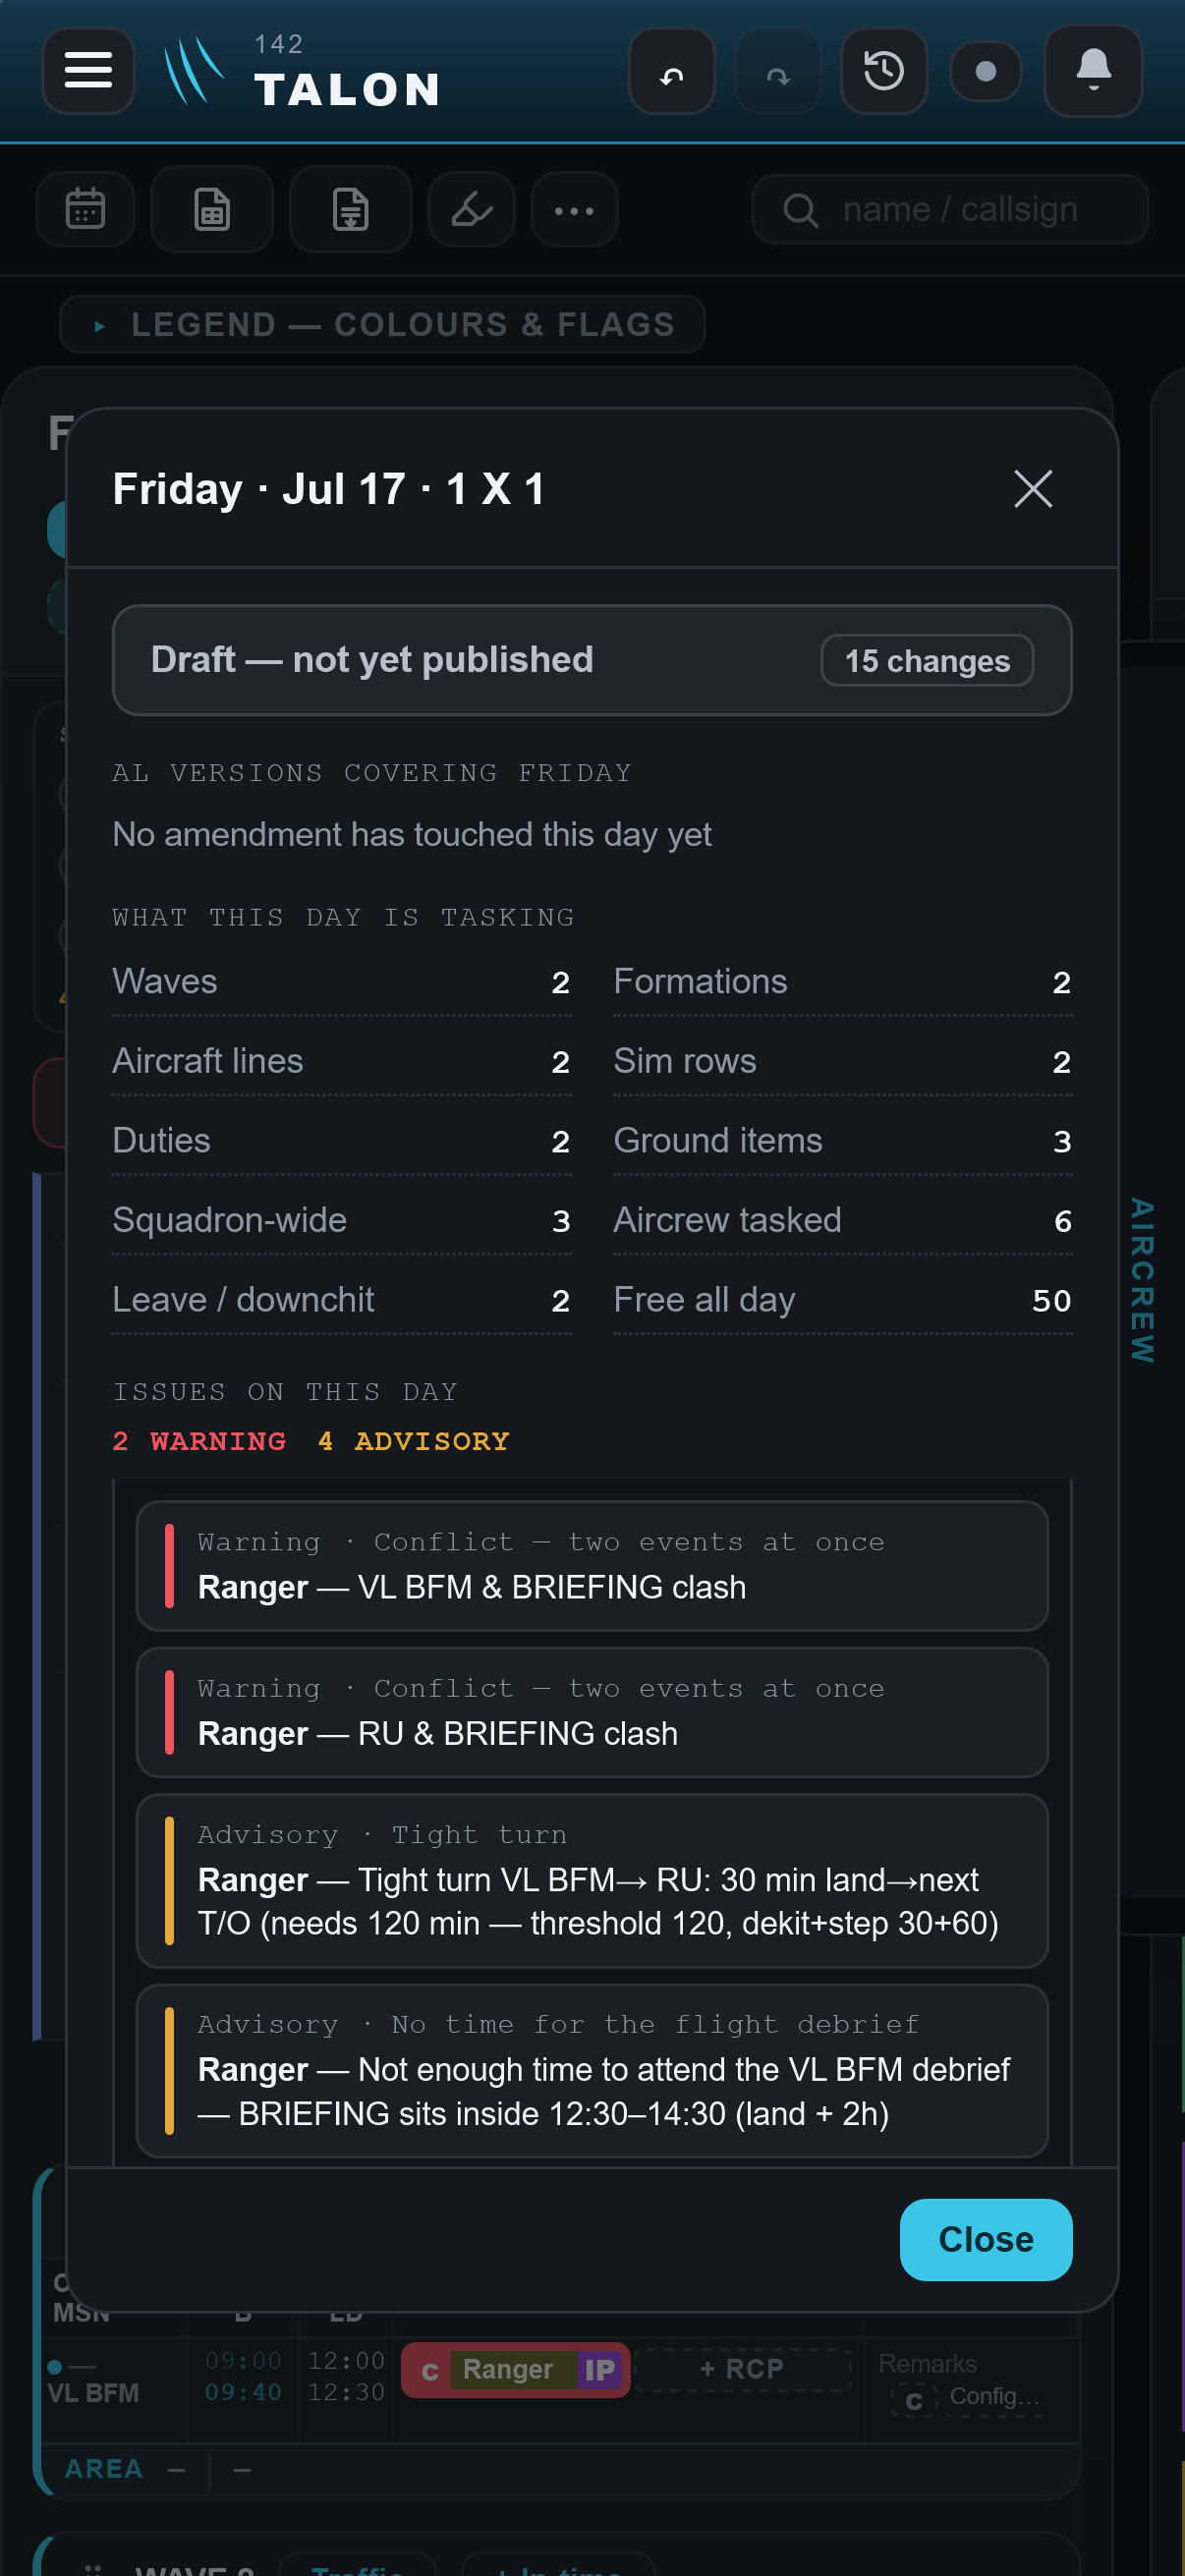 142
TALON
name / callsign
▸ LEGEND — COLOURS & FLAGS
F
Friday · Jul 17 · 1 X 1
Draft — not yet published
15 changes
AL VERSIONS COVERING FRIDAY
No amendment has touched this day yet
WHAT THIS DAY IS TASKING
Waves 2 Formations 2
Aircraft lines 2 Sim rows 2
Duties 2 Ground items 3
Squadron-wide 3 Aircrew tasked 6
Leave / downchit 2 Free all day 50
AIRCREW
ISSUES ON THIS DAY
2 WARNING 4 ADVISORY
Warning · Conflict — two events at once
Ranger — VL BFM & BRIEFING clash
Warning · Conflict — two events at once
Ranger — RU & BRIEFING clash
Advisory · Tight turn
Ranger — Tight turn VL BFM→ RU: 30 min land→next
T/O (needs 120 min — threshold 120, dekit+step 30+60)
Advisory · No time for the flight debrief
Ranger — Not enough time to attend the VL BFM debrief
— BRIEFING sits inside 12:30–14:30 (land + 2h)
Close
MSN
09:00 12:00 C Ranger IP + RCP Remarks
VL BFM 09:40 12:30 C Config…
AREA — —
WAVE 2 Traffic + In-time